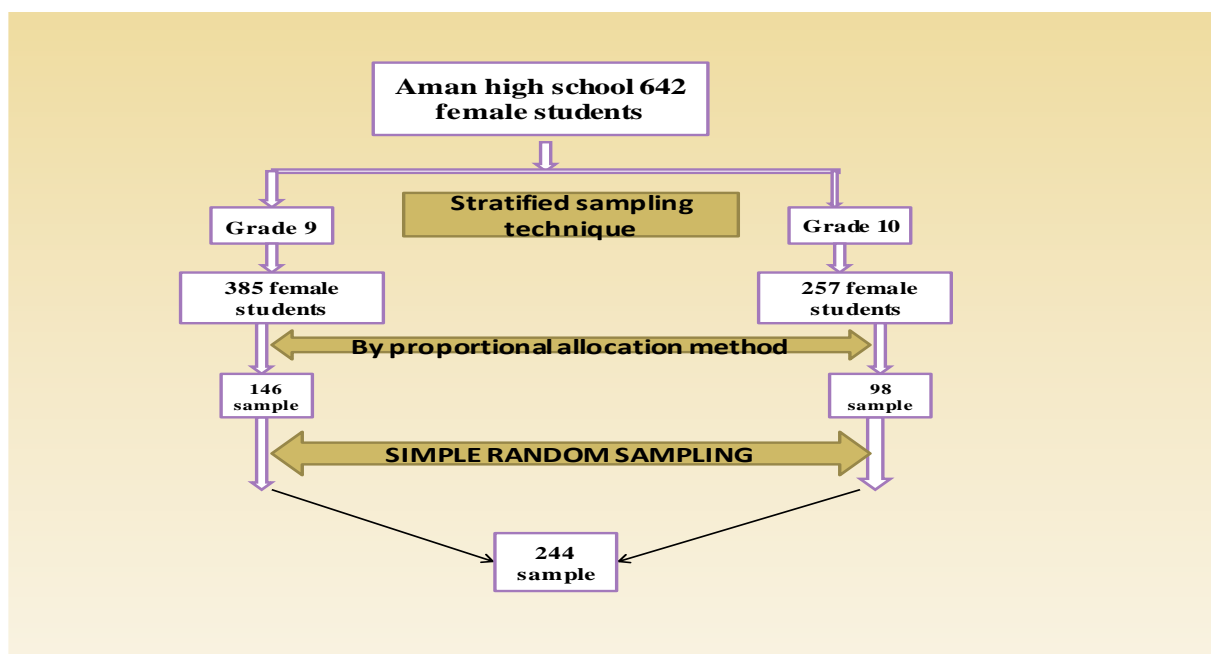 Aman high school 642
female students
Stratified sampling
technique
Grade 9
Grade 10
385 female
students
257 female
students
By proportional allocation method
146
sample
98
sample
SIMPLE RANDOM SAMPLING
244
sample